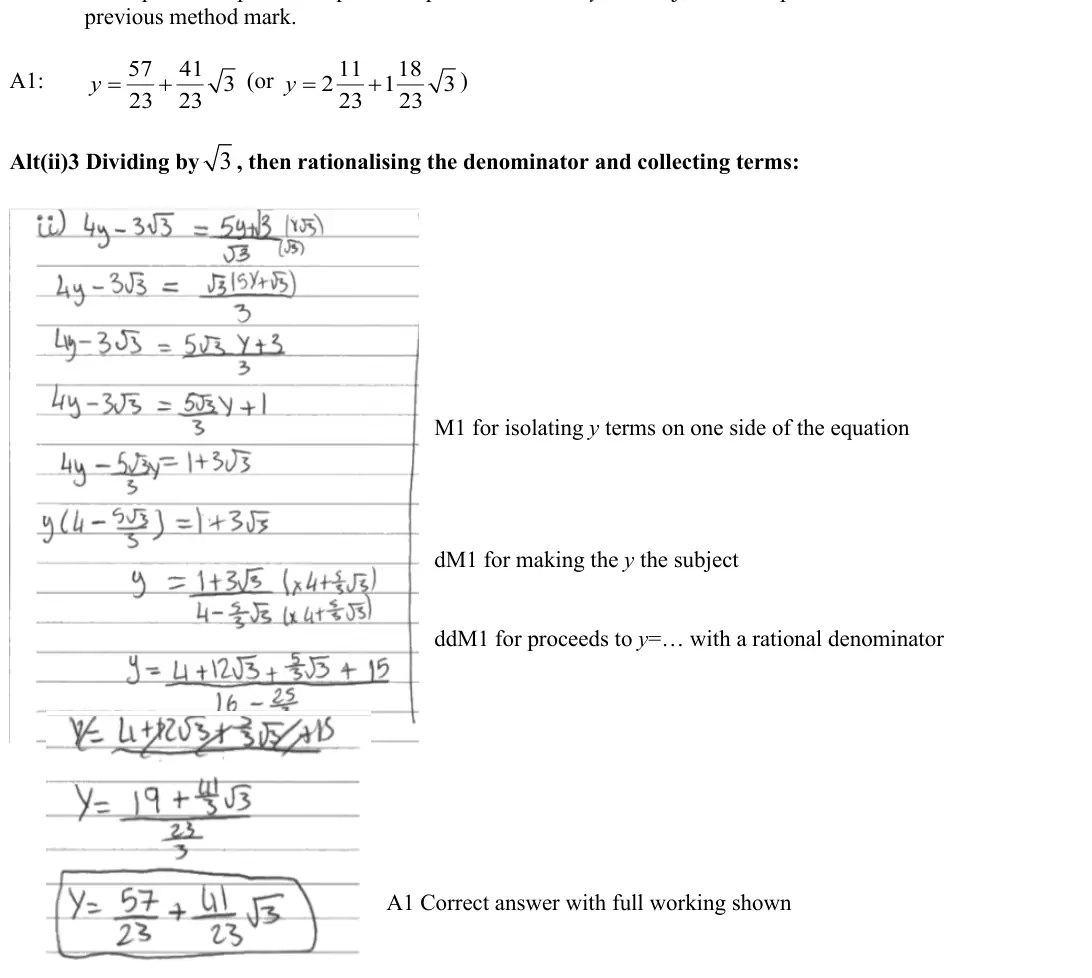 previous method mark.
A1: y = 57/23 + 41/23 √3 (or y = 2 11/23 + 1 18/23 √3 )
Alt(ii)3 Dividing by √3 , then rationalising the denominator and collecting terms:
ii) 4y - 3√3 = 5y+√3 (×√3) / √3 (√3)
4y - 3√3 = √3(5y+√3) / 3
4y - 3√3 = 5√3 y + 3 / 3
4y - 3√3 = 5√3/3 y + 1
M1 for isolating y terms on one side of the equation
4y - 5√3y/3 = 1 + 3√3
y(4 - 5√3/3) = 1 + 3√3
dM1 for making the y the subject
y = 1+3√3 (×4+5/3√3) / 4-5/3√3 (×4+5/3√3)
ddM1 for proceeds to y=… with a rational denominator
y = 4+12√3 + 5/3√3 + 15 / 16 - 25/3
y = 4+12√3+ √3 +15
y = 19 + 41/3 √3 / 23/3
y = 57/23 + 41/23 √3
A1 Correct answer with full working shown